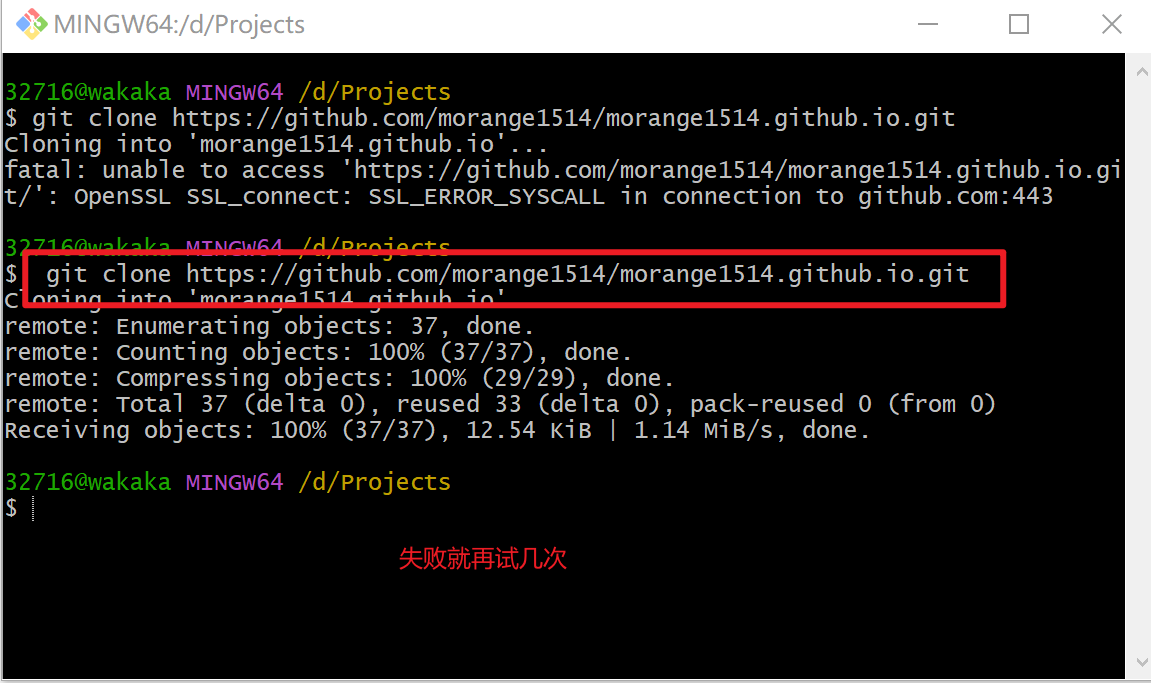 MINGW64:/d/Projects
32716@wakaka MINGW64 /d/Projects
$ git clone https://github.com/morange1514/morange1514.github.io.git
Cloning into 'morange1514.github.io'...
fatal: unable to access 'https://github.com/morange1514/morange1514.github.io.gi
t/': OpenSSL SSL_connect: SSL_ERROR_SYSCALL in connection to github.com:443
32716@wakaka MINGW64 /d/Projects
$  git clone https://github.com/morange1514/morange1514.github.io.git
Cloning into 'morange1514.github.io'
remote: Enumerating objects: 37, done.
remote: Counting objects: 100% (37/37), done.
remote: Compressing objects: 100% (29/29), done.
remote: Total 37 (delta 0), reused 33 (delta 0), pack-reused 0 (from 0)
Receiving objects: 100% (37/37), 12.54 KiB | 1.14 MiB/s, done.
32716@wakaka MINGW64 /d/Projects
$
失败就再试几次